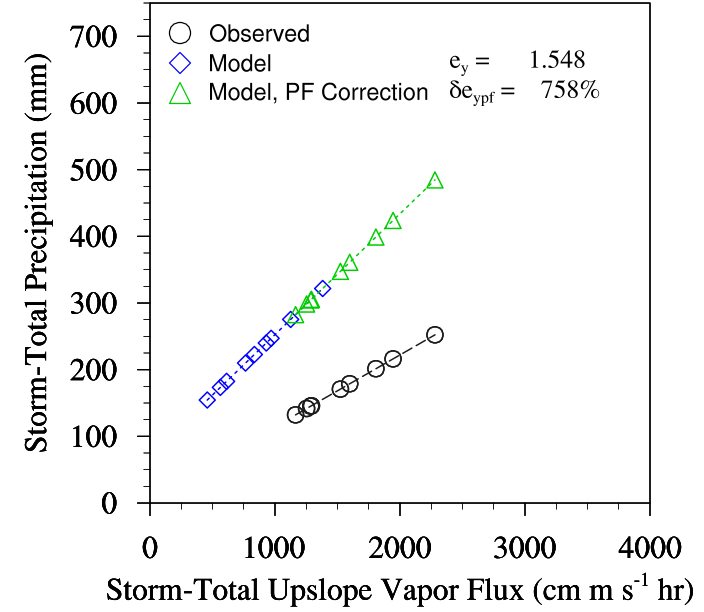 Storm-Total Precipitation (mm)
700
600
500
400
300
200
100
0
Observed
Model
Model, PF Correction
e_y = 1.548
δe_ypf = 758%
0 1000 2000 3000 4000
Storm-Total Upslope Vapor Flux (cm m s⁻¹ hr)